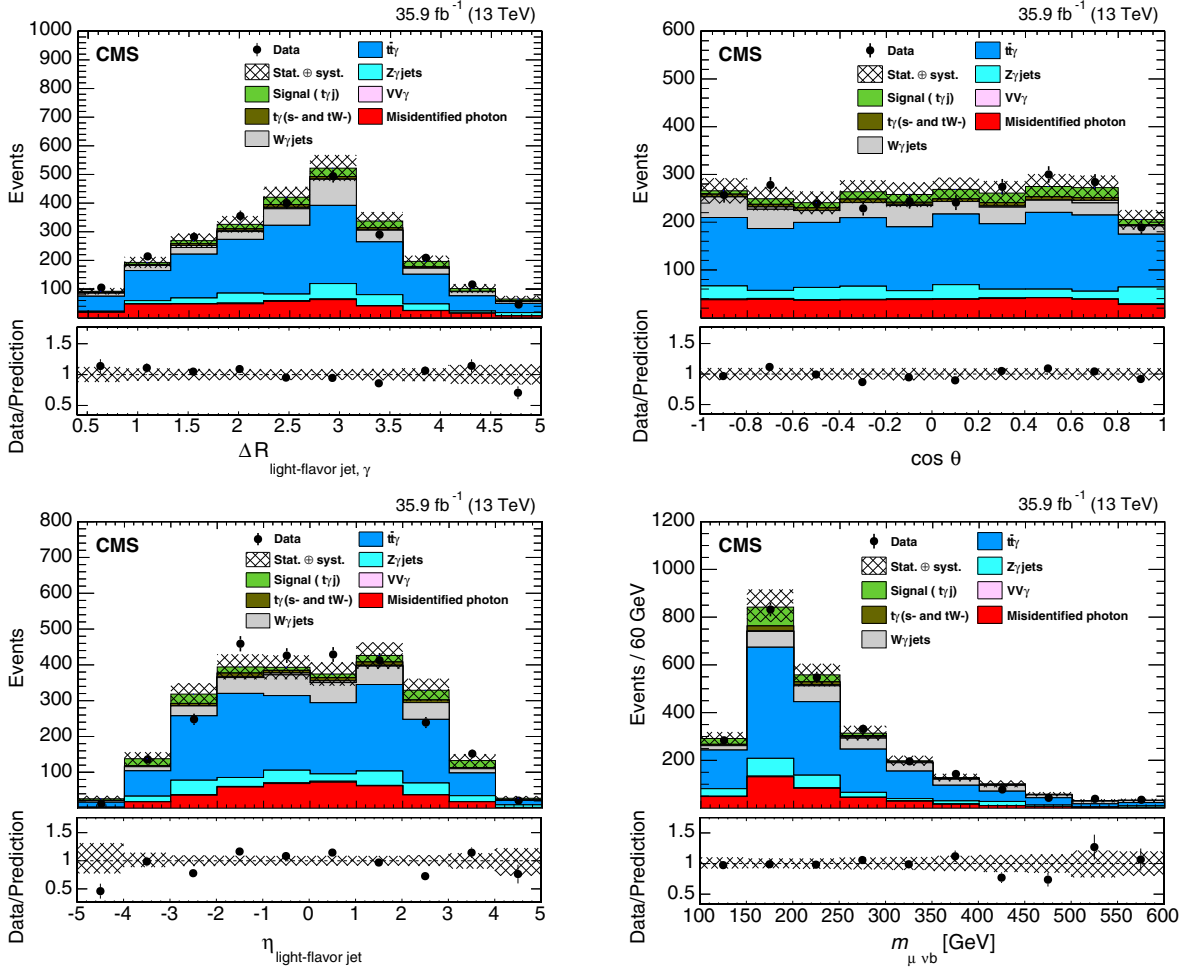 35.9 fb⁻¹ (13 TeV)
CMS
Data
Stat. ⊕ syst.
Signal ( tγj)
tγ(s- and tW-)
Wγjets
tt̄γ
Zγjets
VVγ
Misidentified photon
Events
1000
900
800
700
600
500
400
300
200
100
Data/Prediction
1.5
1
0.5
0.5 1 1.5 2 2.5 3 3.5 4 4.5 5
ΔR light-flavor jet, γ
35.9 fb⁻¹ (13 TeV)
CMS
Data
Stat. ⊕ syst.
Signal ( tγj)
tγ(s- and tW-)
Wγjets
tt̄γ
Zγjets
VVγ
Misidentified photon
Events
600
500
400
300
200
100
Data/Prediction
1.5
1
0.5
-1 -0.8 -0.6 -0.4 -0.2 0 0.2 0.4 0.6 0.8 1
cos θ
35.9 fb⁻¹ (13 TeV)
CMS
Data
Stat. ⊕ syst.
Signal ( tγj)
tγ(s- and tW-)
Wγjets
tt̄γ
Zγjets
VVγ
Misidentified photon
Events
800
700
600
500
400
300
200
100
Data/Prediction
1.5
1
0.5
-5 -4 -3 -2 -1 0 1 2 3 4 5
η light-flavor jet
35.9 fb⁻¹ (13 TeV)
CMS
Data
Stat. ⊕ syst.
Signal ( tγj)
tγ(s- and tW-)
Wγjets
tt̄γ
Zγjets
VVγ
Misidentified photon
Events / 60 GeV
1200
1000
800
600
400
200
Data/Prediction
1.5
1
0.5
100 150 200 250 300 350 400 450 500 550 600
m μ νb [GeV]